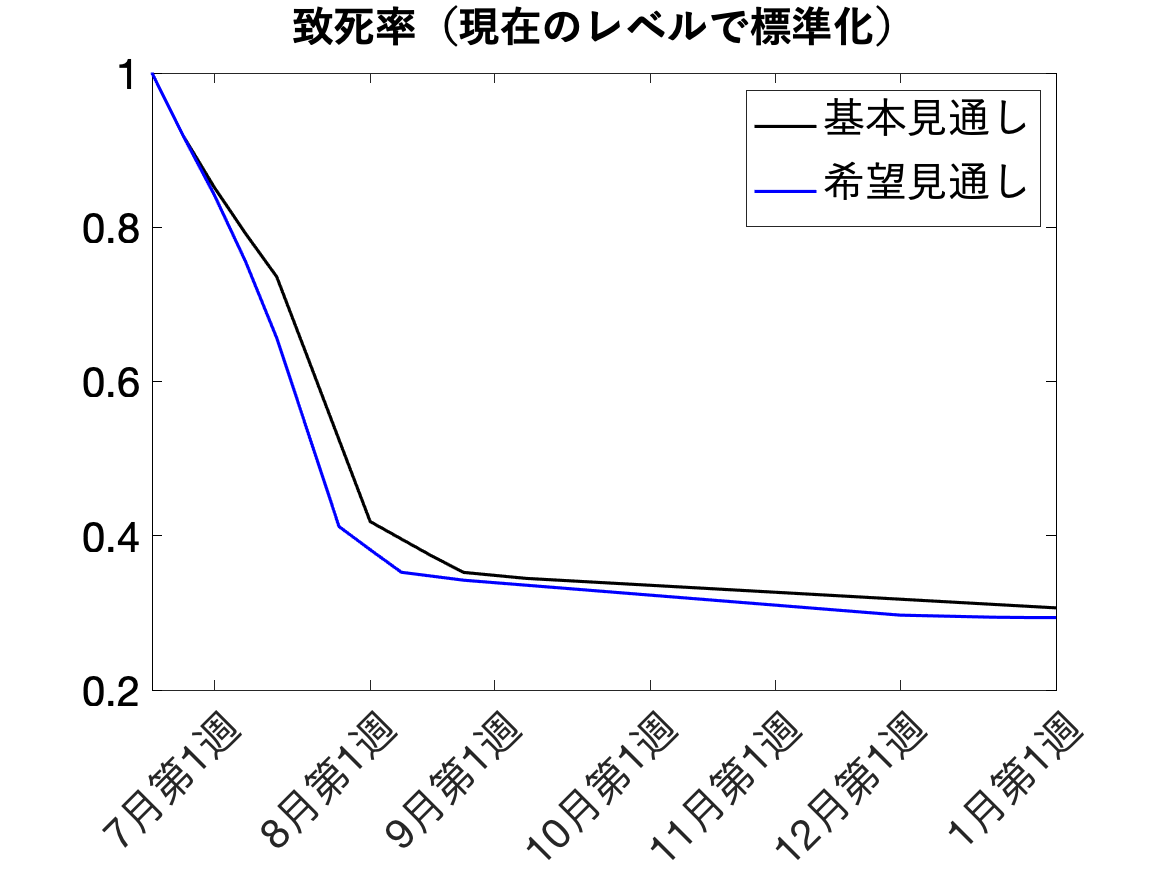 致死率（現在のレベルで標準化）
基本見通し
希望見通し
1
0.8
0.6
0.4
0.2
7月第1週
8月第1週
9月第1週
10月第1週
11月第1週
12月第1週
1月第1週